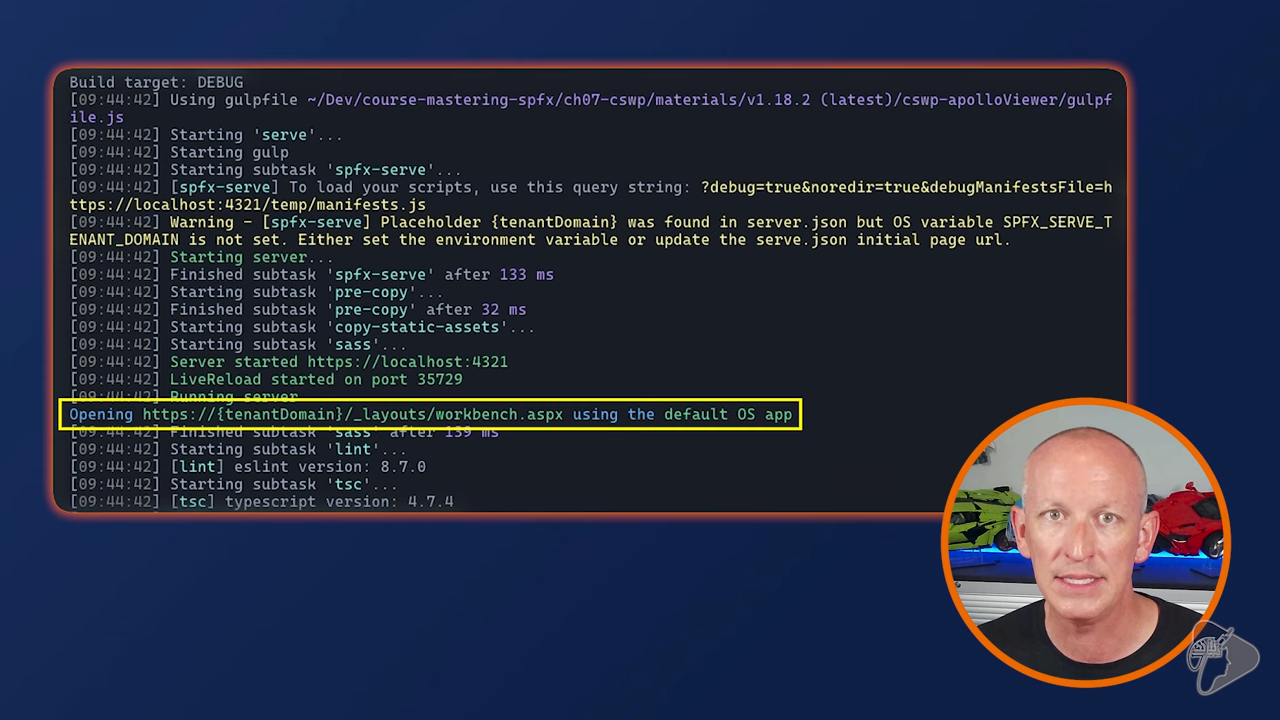 Build target: DEBUG
[09:44:42] Using gulpfile ~/Dev/course-mastering-spfx/ch07-cswp/materials/v1.18.2 (latest)/cswp-apolloViewer/gulpf
ile.js
[09:44:42] Starting 'serve'...
[09:44:42] Starting gulp
[09:44:42] Starting subtask 'spfx-serve'...
[09:44:42] [spfx-serve] To load your scripts, use this query string: ?debug=true&noredir=true&debugManifestsFile=h
ttps://localhost:4321/temp/manifests.js
[09:44:42] Warning - [spfx-serve] Placeholder {tenantDomain} was found in server.json but OS variable SPFX_SERVE_T
ENANT_DOMAIN is not set. Either set the environment variable or update the serve.json initial page url.
[09:44:42] Starting server...
[09:44:42] Finished subtask 'spfx-serve' after 133 ms
[09:44:42] Starting subtask 'pre-copy'...
[09:44:42] Finished subtask 'pre-copy' after 32 ms
[09:44:42] Starting subtask 'copy-static-assets'...
[09:44:42] Starting subtask 'sass'...
[09:44:42] Server started https://localhost:4321
[09:44:42] LiveReload started on port 35729
[09:44:42] Running server
Opening https://{tenantDomain}/_layouts/workbench.aspx using the default OS app
[09:44:42] Finished subtask 'sass' after 139 ms
[09:44:42] Starting subtask 'lint'...
[09:44:42] [lint] eslint version: 8.7.0
[09:44:42] Starting subtask 'tsc'...
[09:44:42] [tsc] typescript version: 4.7.4